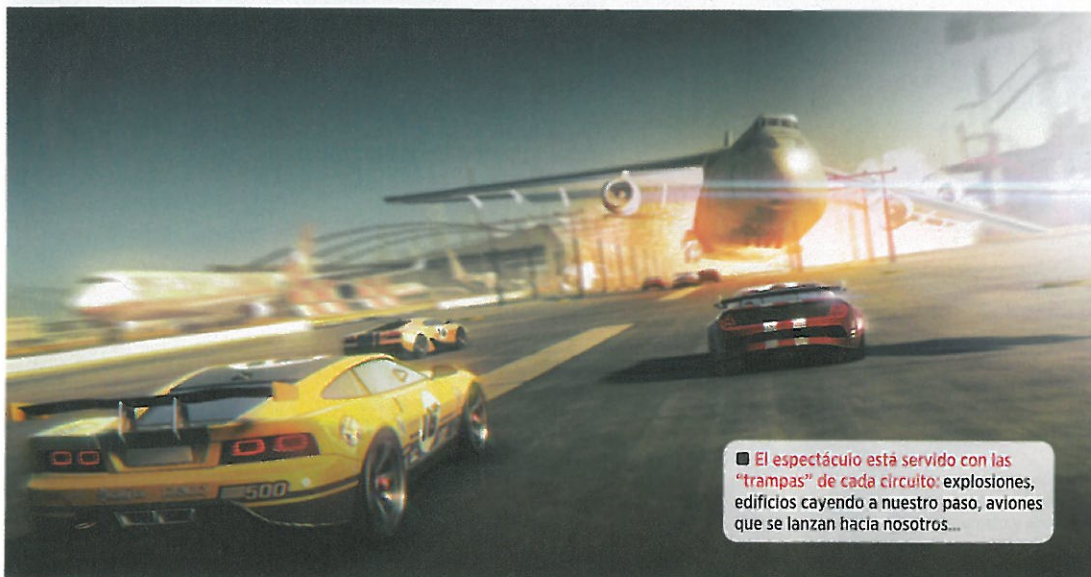 500
■ El espectáculo está servido con las
"trampas" de cada circuito: explosiones,
edificios cayendo a nuestro paso, aviones
que se lanzan hacia nosotros...